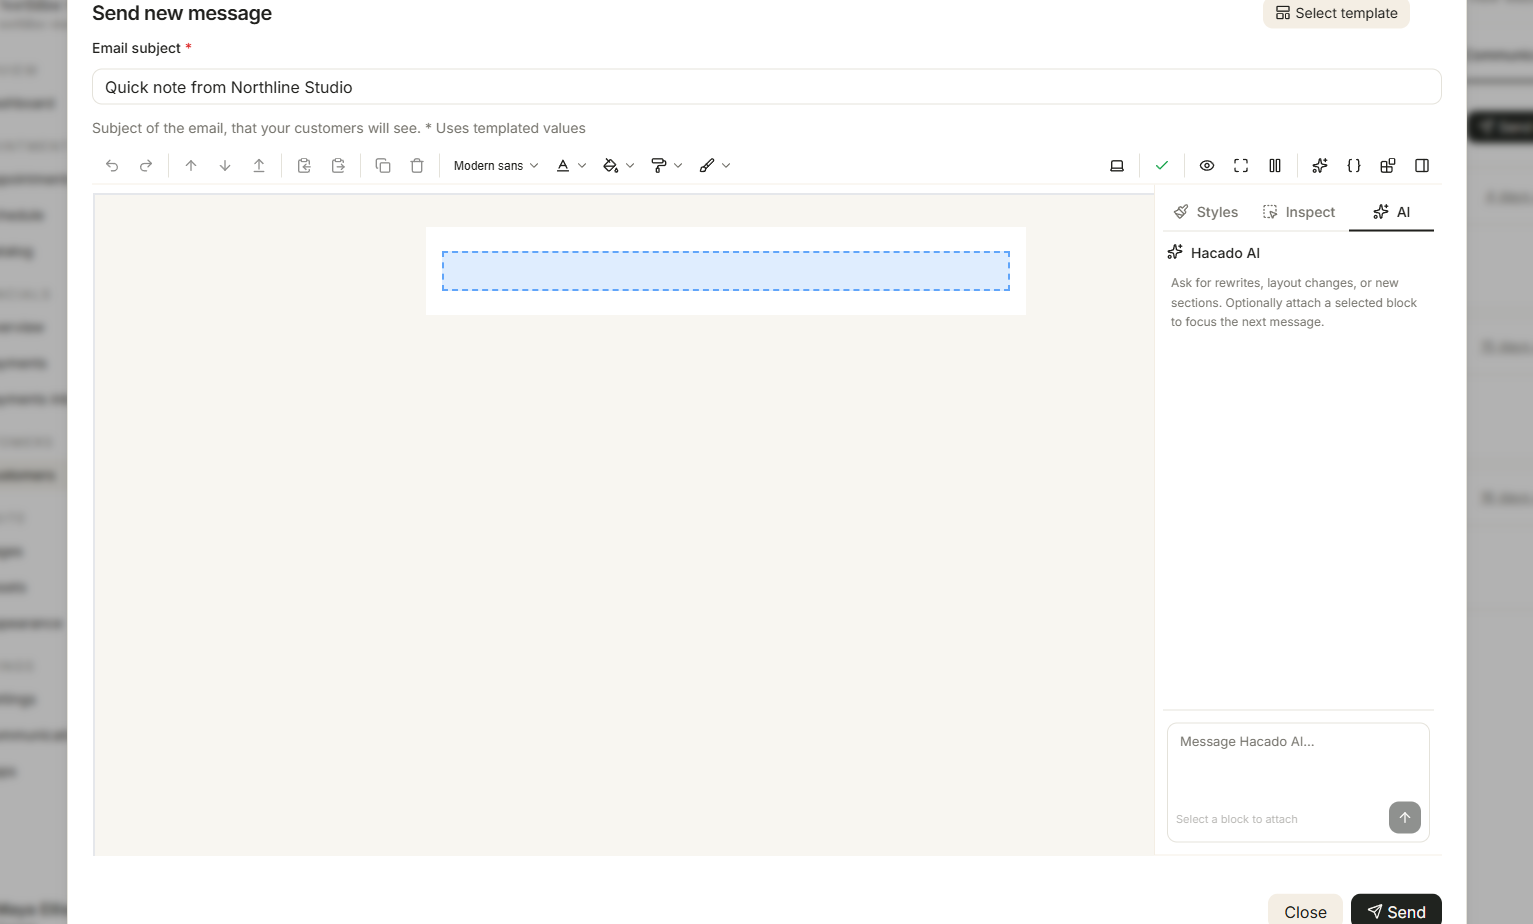 Send new message
Select template
Email subject *
Quick note from Northline Studio
Subject of the email, that your customers will see. * Uses templated values
Modern sans
Styles
Inspect
AI
Hacado AI
Ask for rewrites, layout changes, or new
sections. Optionally attach a selected block
to focus the next message.
Message Hacado AI...
Select a block to attach
Close
Send